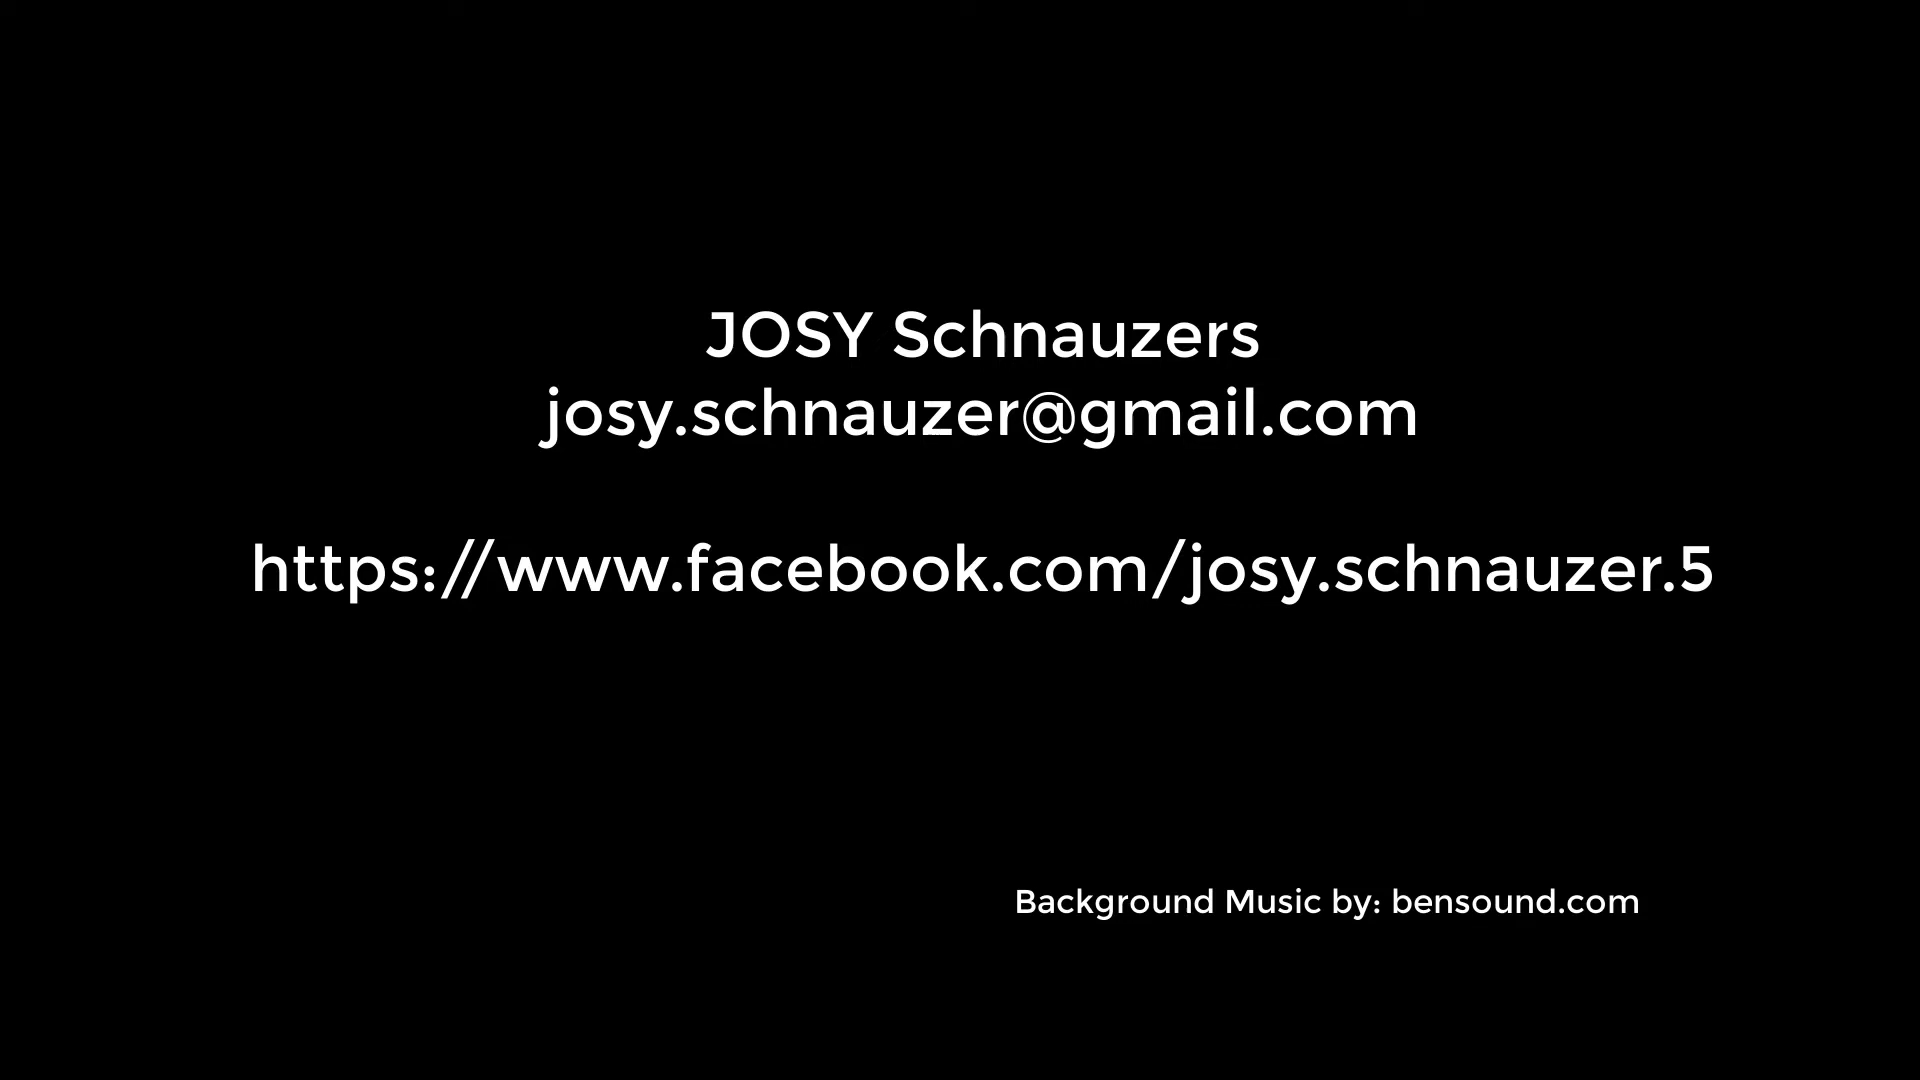 JOSY Schnauzers
josy.schnauzer@gmail.com
https://www.facebook.com/josy.schnauzer.5
Background Music by: bensound.com